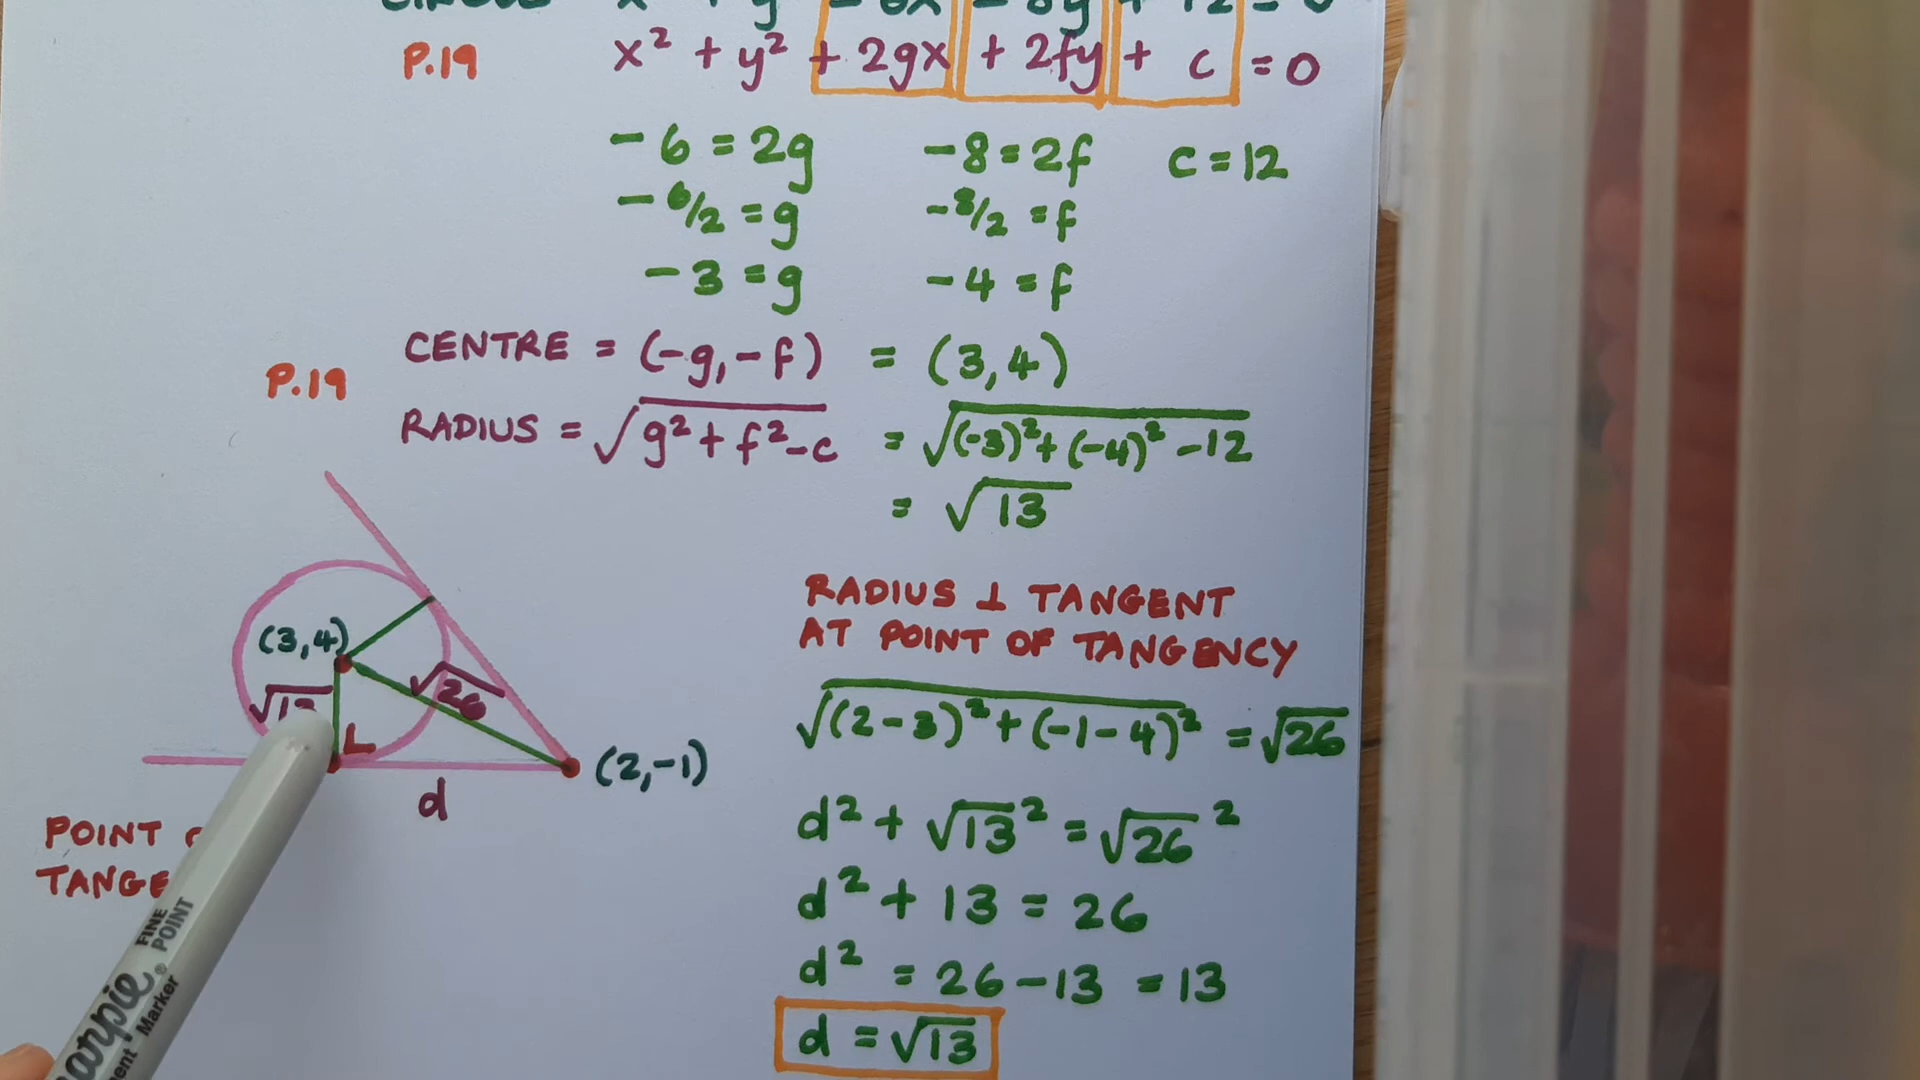 x² + y² + 2gx + 2fy + c = 0
P.19
-6 = 2g
-8 = 2f
c = 12
-6/2 = g
-8/2 = f
-3 = g
-4 = f
P.19
CENTRE = (-g, -f) = (3, 4)
RADIUS = √(g² + f² - c) = √((-3)² + (-4)² - 12)
= √13
RADIUS ⊥ TANGENT
AT POINT OF TANGENCY
(3,4)
√26
(2,-1)
d
POINT
√((2-3)² + (-1-4)²) = √26
d² + √13² = √26²
d² + 13 = 26
d² = 26 - 13 = 13
d = √13
FINE
POINT
Marker